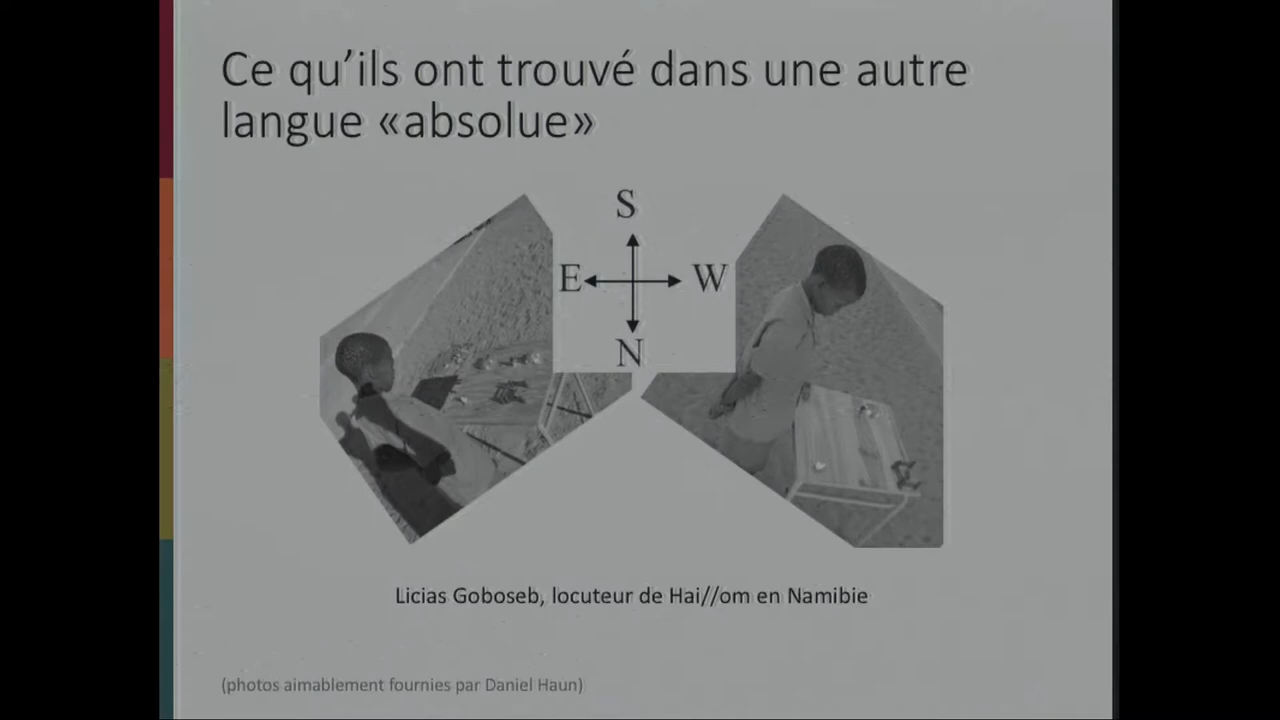 Ce qu’ils ont trouvé dans une autre
langue «absolue»
S
E W
N
Licias Goboseb, locuteur de Hai//om en Namibie
(photos aimablement fournies par Daniel Haun)